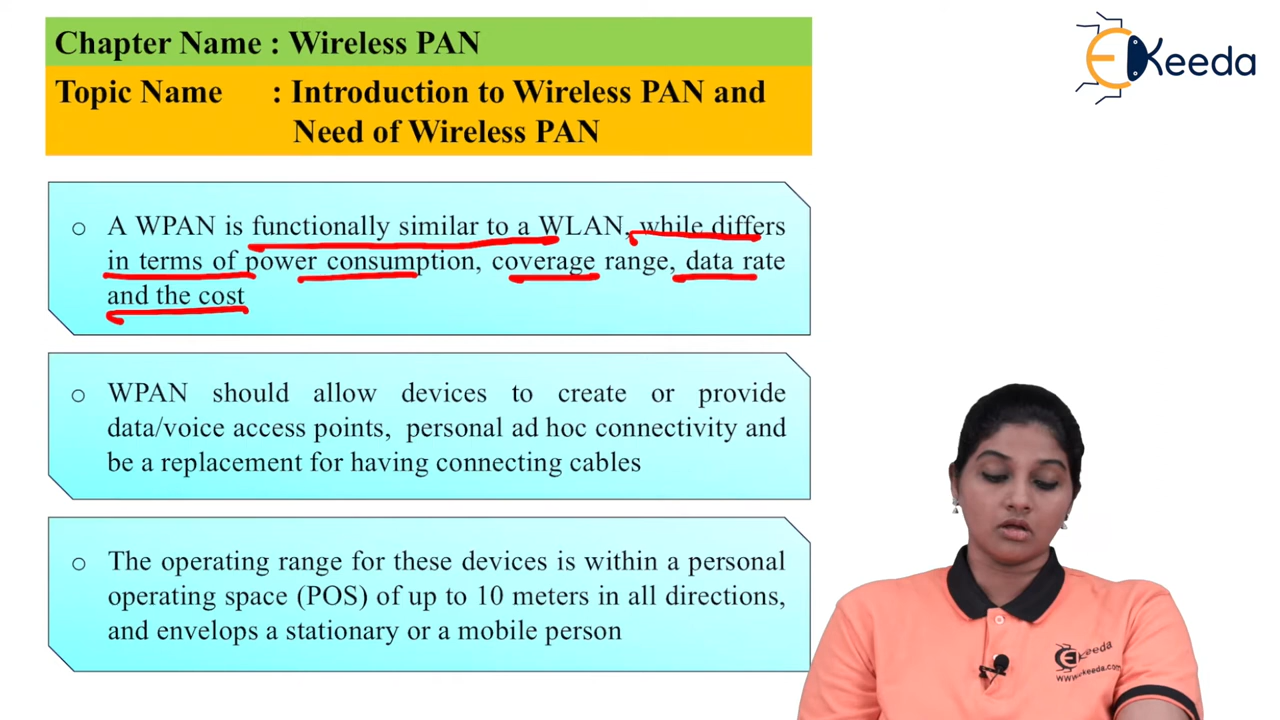 Chapter Name : Wireless PAN
Topic Name : Introduction to Wireless PAN and
Need of Wireless PAN
EKeeda
o A WPAN is functionally similar to a WLAN, while differs
in terms of power consumption, coverage range, data rate
and the cost
o WPAN should allow devices to create or provide
data/voice access points, personal ad hoc connectivity and
be a replacement for having connecting cables
o The operating range for these devices is within a personal
operating space (POS) of up to 10 meters in all directions,
and envelops a stationary or a mobile person
EKeeda
www.ekeeda.com